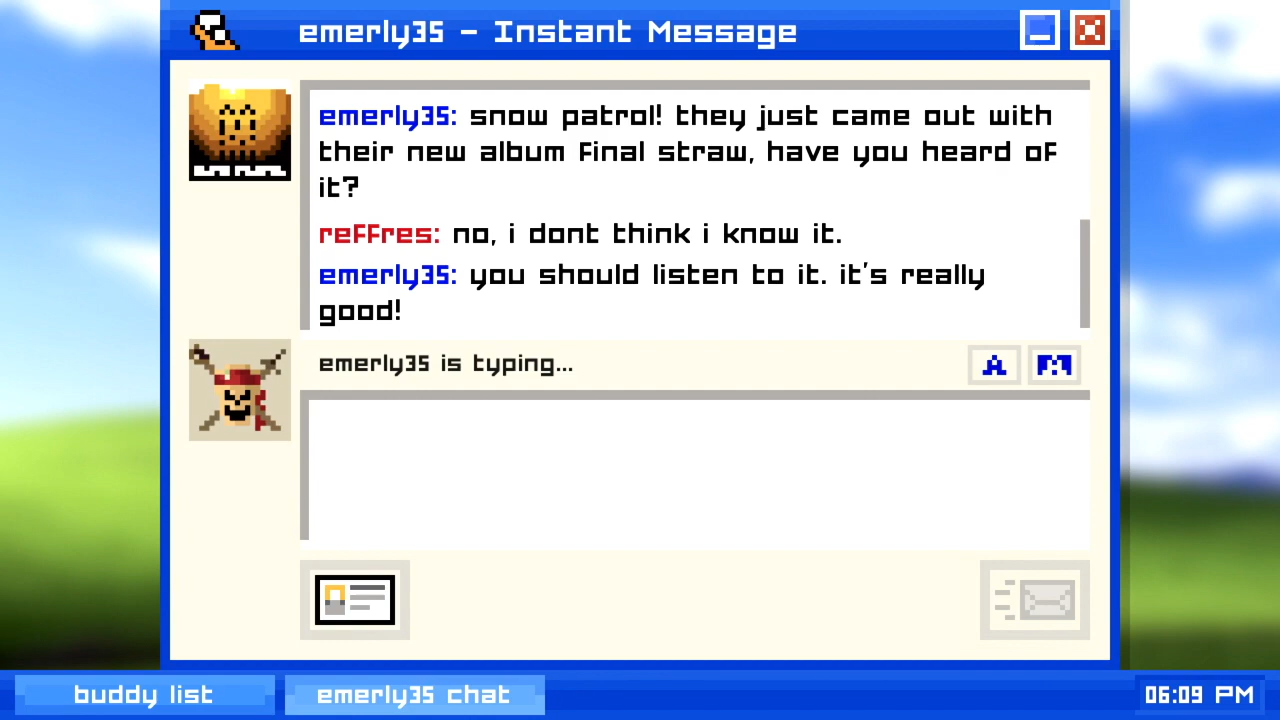 emerly35 - Instant Message
emerly35: snow patrol! they just came out with
their new album final straw, have you heard of
it?
reffres: no, i dont think i know it.
emerly35: you should listen to it. it's really
good!
emerly35 is typing...
A
A
buddy list
emerly35 chat
06:09 PM